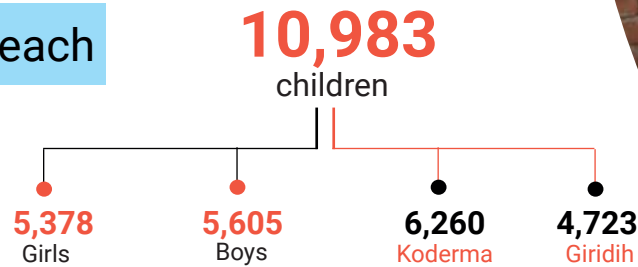 each
10,983
children
5,378 5,605 6,260 4,723
Girls Boys Koderma Giridih